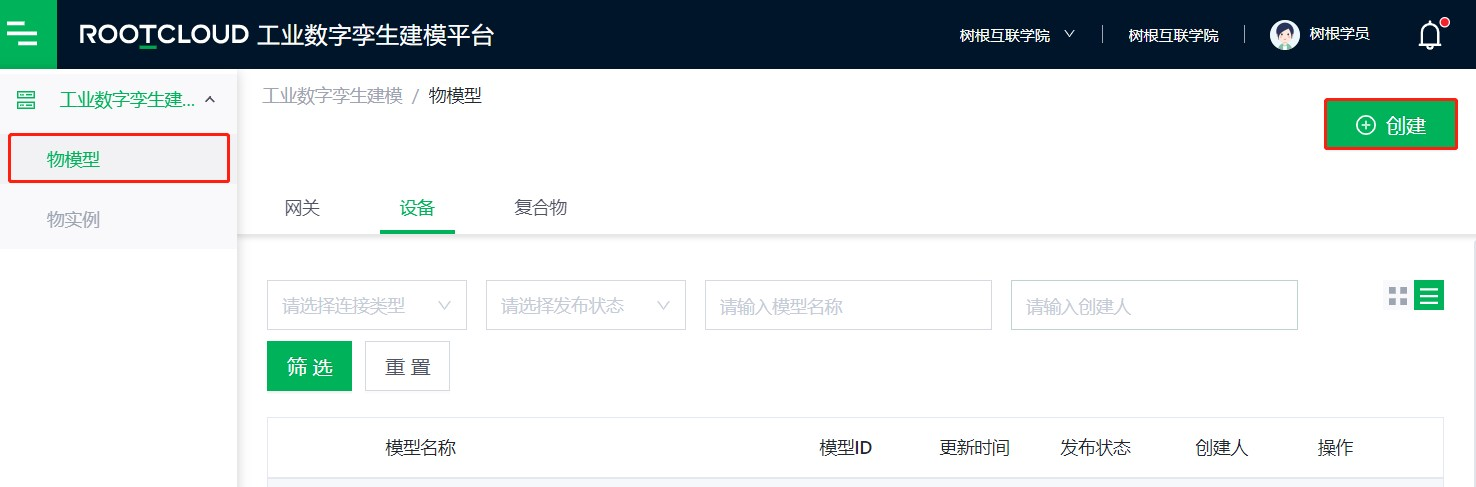 ROOTCLOUD 工业数字孪生建模平台 树根互联学院 树根互联学院 树根学员
工业数字孪生建...
物模型
物实例
工业数字孪生建模 / 物模型
创建
网关 设备 复合物
请选择连接类型 请选择发布状态 请输入模型名称 请输入创建人
筛 选 重 置
模型名称 模型ID 更新时间 发布状态 创建人 操作